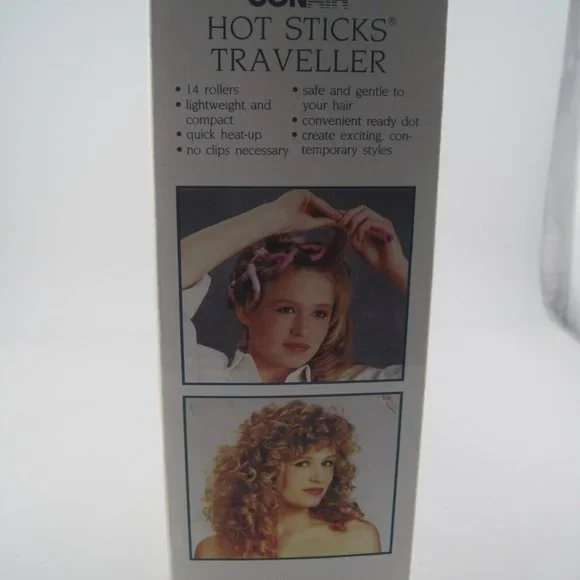 CONAIR
HOT STICKS®
TRAVELLER
• 14 rollers
• lightweight and
compact
• quick heat-up
• no clips necessary
• safe and gentle to
your hair
• convenient ready dot
• create exciting, con-
temporary styles